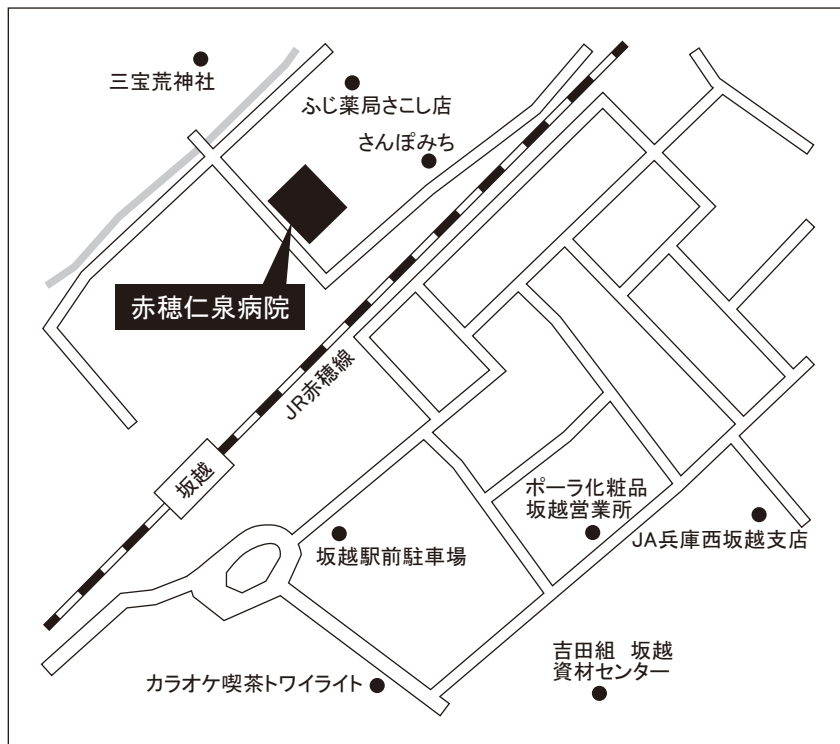 三宝荒神社
ふじ薬局さこし店
さんぽみち
赤穂仁泉病院
JR赤穂線
坂越
ポーラ化粧品
坂越営業所
JA兵庫西坂越支店
坂越駅前駐車場
吉田組 坂越
資材センター
カラオケ喫茶トワイライト